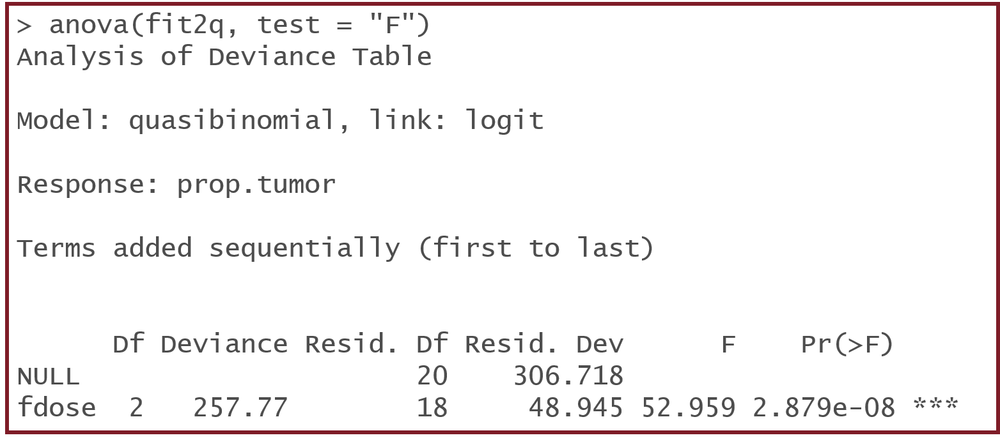 > anova(fit2q, test = "F")
Analysis of Deviance Table
Model: quasibinomial, link: logit
Response: prop.tumor
Terms added sequentially (first to last)
Df Deviance Resid. Df Resid. Dev F Pr(>F)
NULL 20 306.718
fdose 2 257.77 18 48.945 52.959 2.879e-08 ***